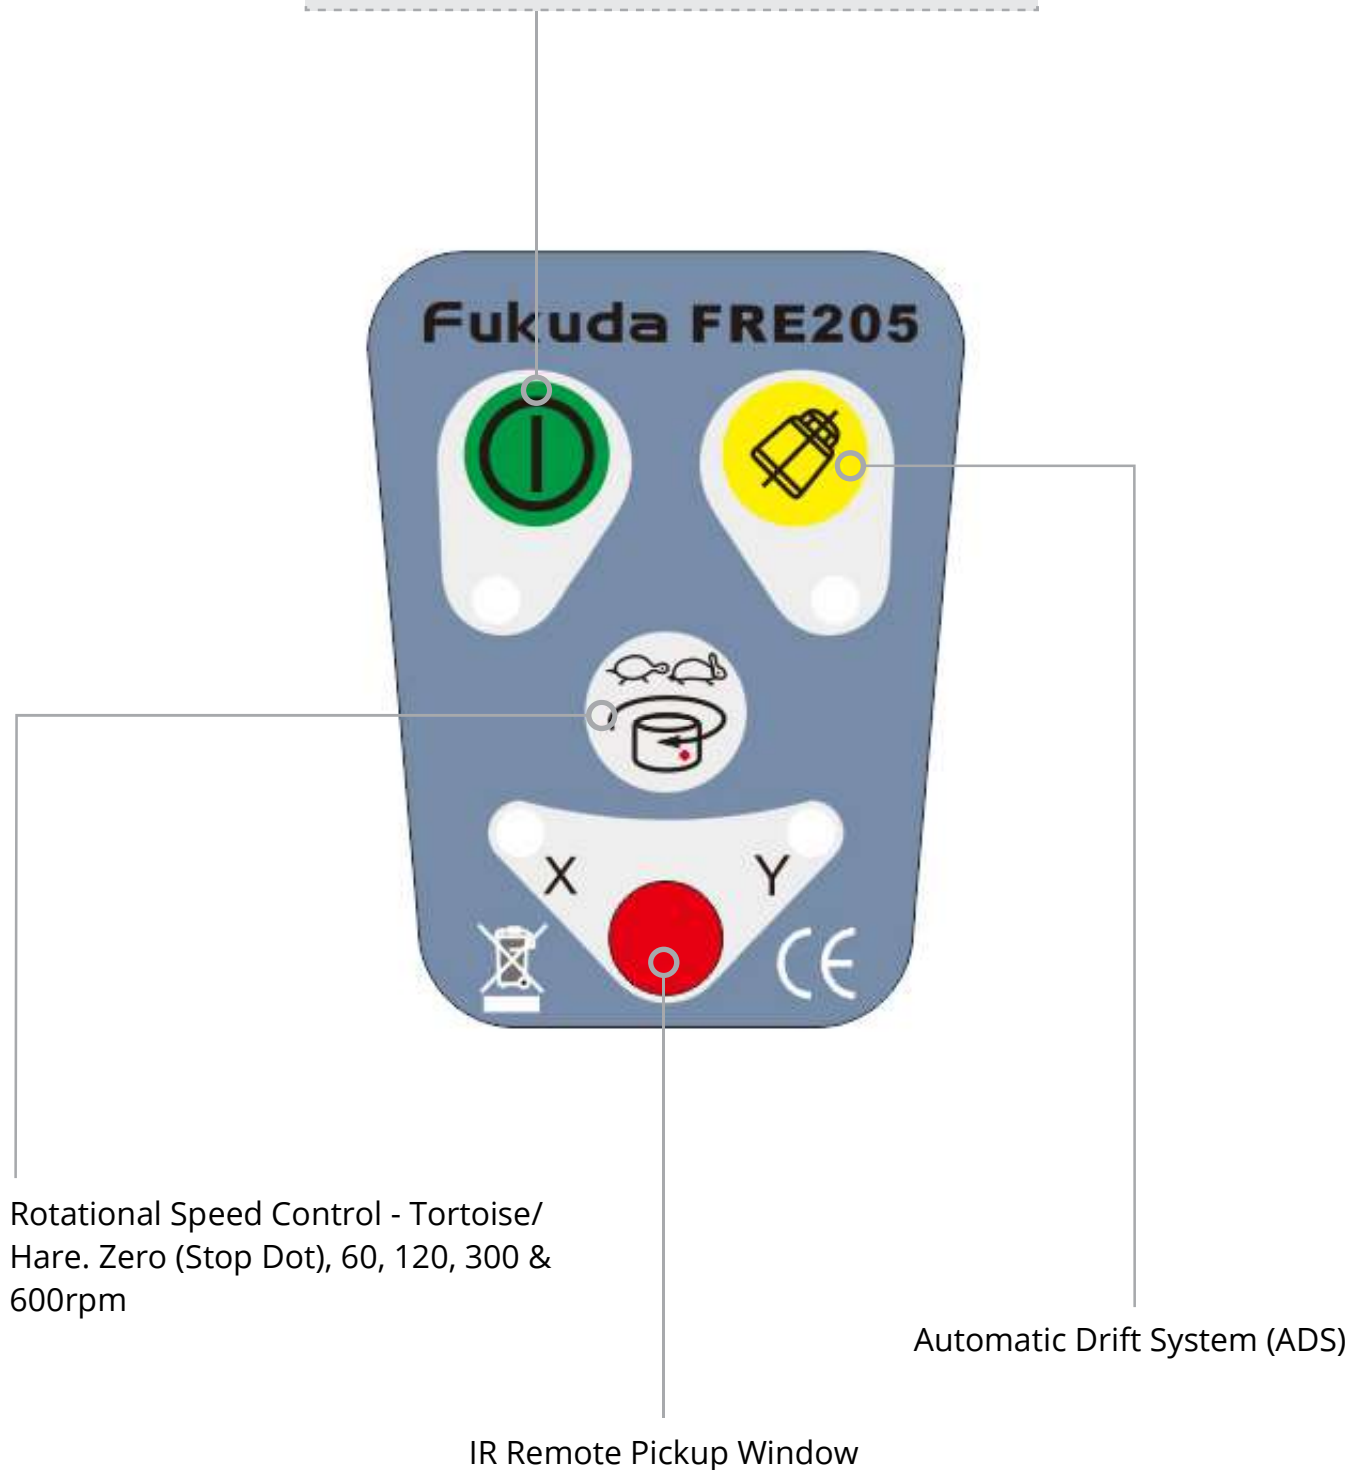 Fukuda FRE205
X Y
CE
Rotational Speed Control - Tortoise/
Hare. Zero (Stop Dot), 60, 120, 300 &
600rpm
Automatic Drift System (ADS)
IR Remote Pickup Window